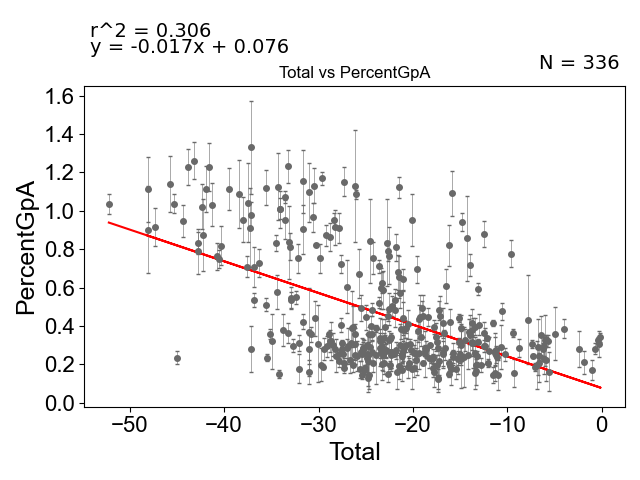 r^2 = 0.306
y = -0.017x + 0.076
N = 336
Total vs PercentGpA
1.6
1.4
1.2
1.0
0.8
0.6
0.4
0.2
0.0
PercentGpA
−50
−40
−30
−20
−10
0
Total